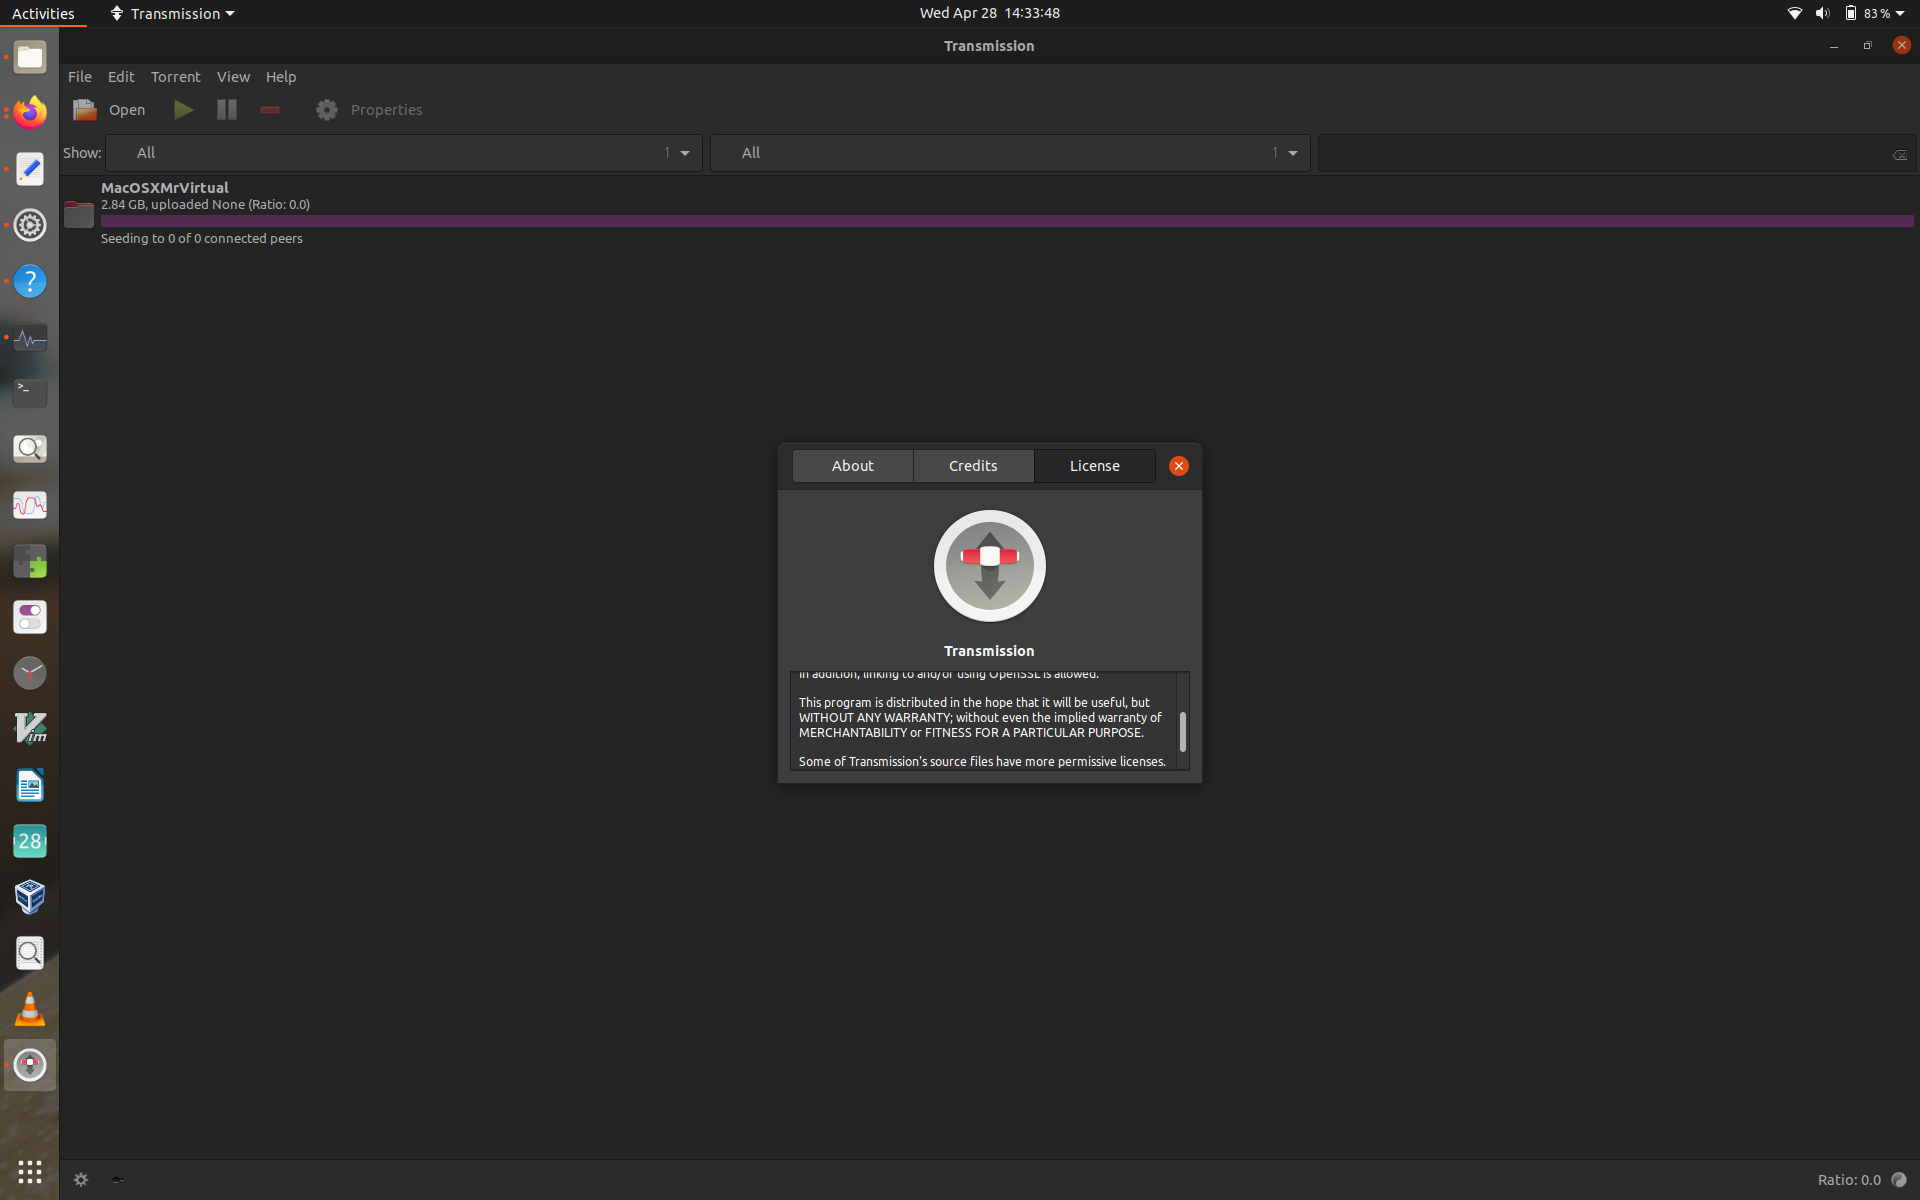 Activities Transmission Wed Apr 28 14:33:48 83 %
Transmission
File Edit Torrent View Help
Open Properties
Show: All 1 All 1
MacOSXMrVirtual
2.84 GB, uploaded None (Ratio: 0.0)
Seeding to 0 of 0 connected peers
About Credits License
Transmission
In addition, linking to and/or using OpenSSL is allowed.
This program is distributed in the hope that it will be useful, but
WITHOUT ANY WARRANTY; without even the implied warranty of
MERCHANTABILITY or FITNESS FOR A PARTICULAR PURPOSE.
Some of Transmission's source files have more permissive licenses.
?
>_
Vim
28
Ratio: 0.0